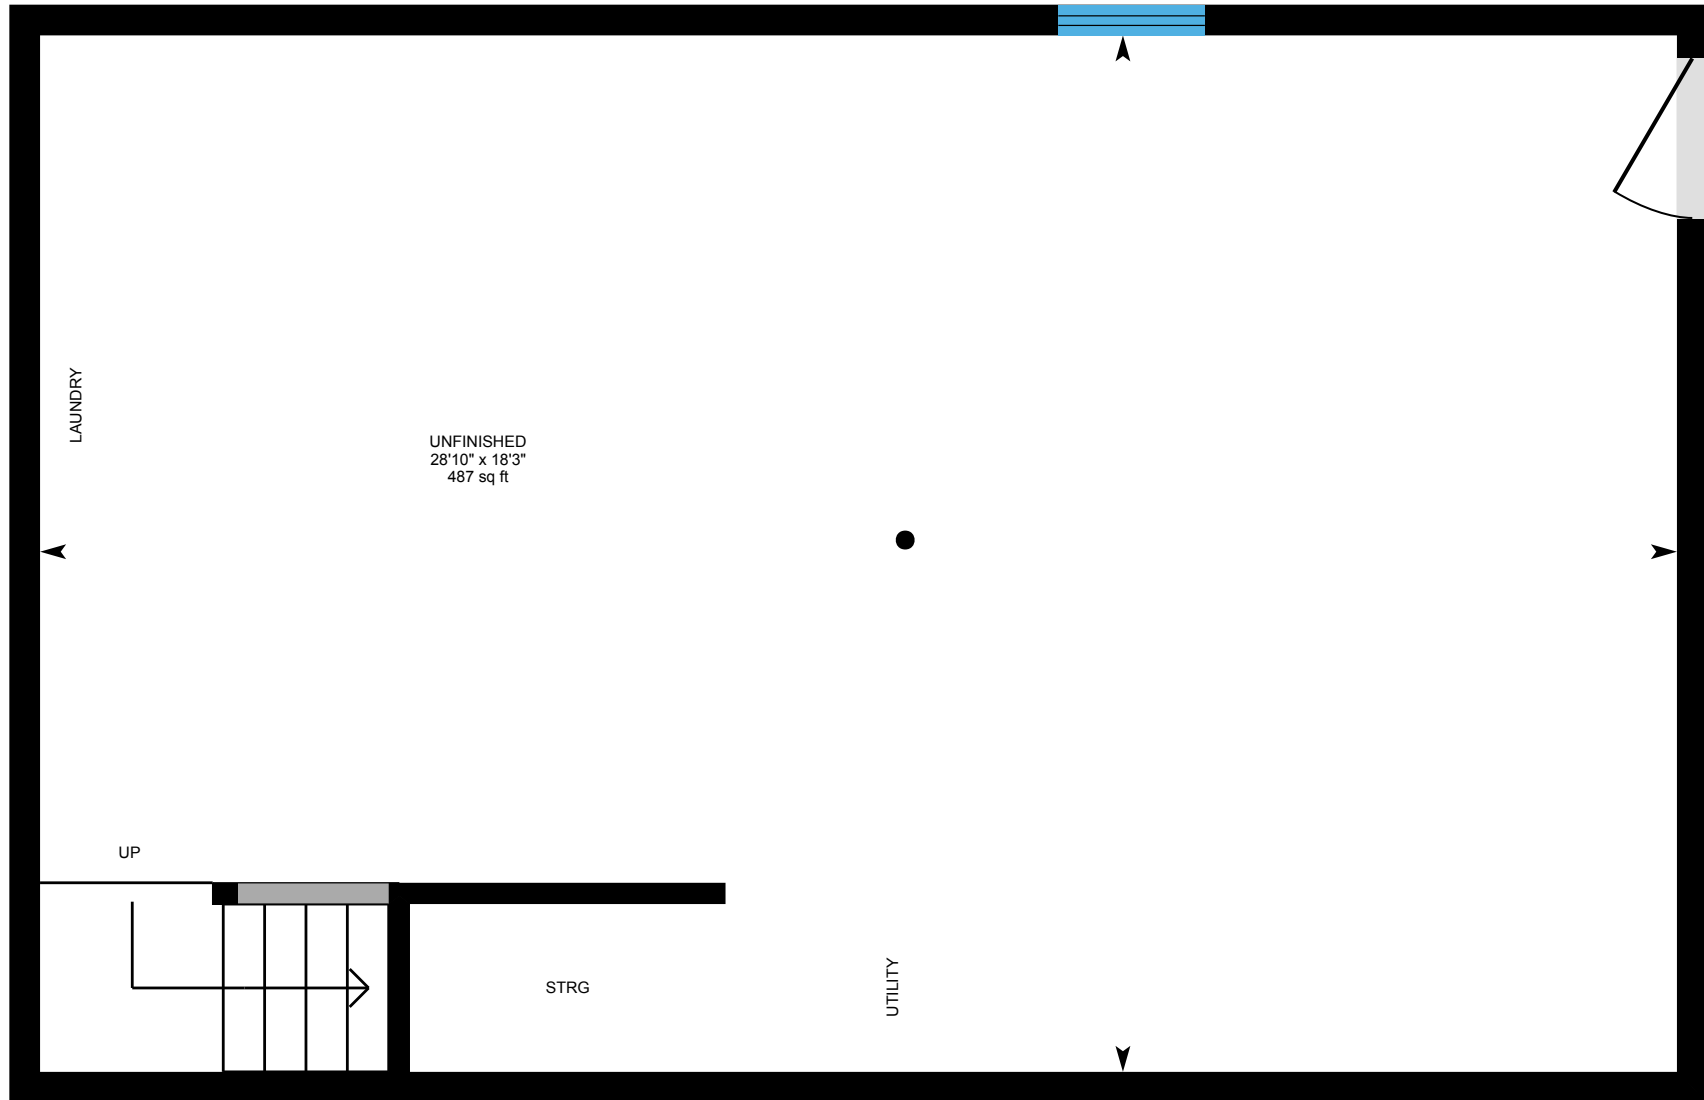 LAUNDRY
UNFINISHED
28'10" x 18'3"
487 sq ft
UP
STRG
UTILITY